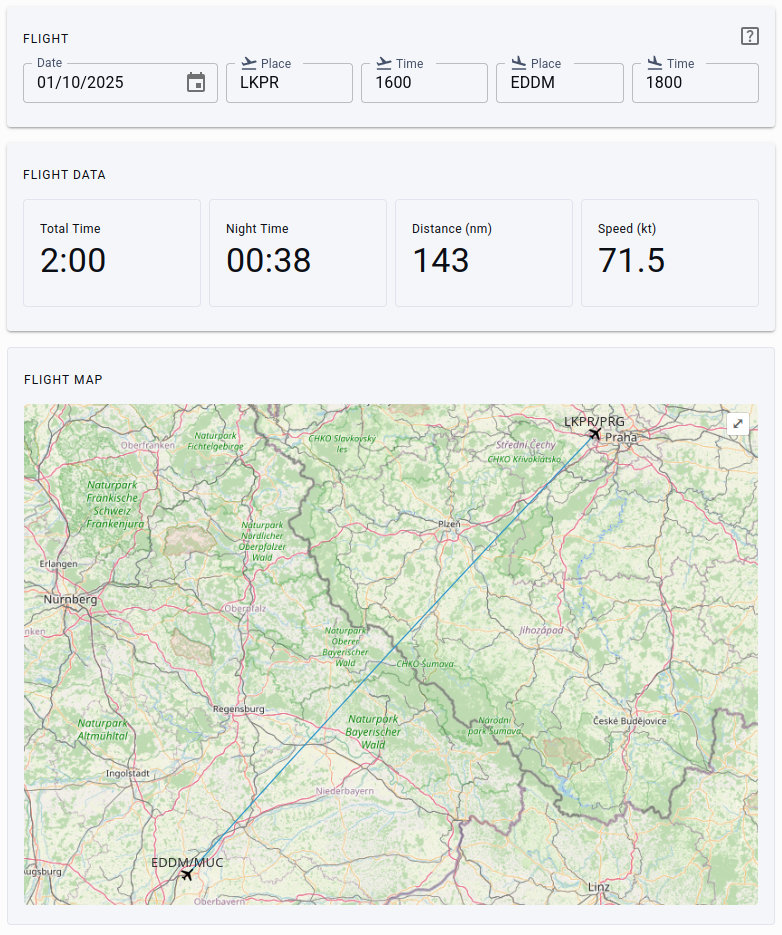 FLIGHT
?
Date
Place
Time
Place
Time
01/10/2025
LKPR
1600
EDDM
1800
FLIGHT DATA
Total Time
Night Time
Distance (nm)
Speed (kt)
2:00
00:38
143
71.5
FLIGHT MAP
LKPR/PRG
Praha
Naturpark
Fichtelgebirge
CHKO Slavkovský
les
Oberfranken
Střední Čechy
CHKO Křivoklátsko
Naturpark
Fränkische
Schweiz
Frankenjura
Naturpark
Nördlicher
Oberpfälzer
Wald
Plzeň
Erlangen
Nürnberg
Oberpfalz
nken
Naturpark
Oberer
Bayerischer
Wald
Jihozápad
CHKO Šumava
Regensburg
Naturpark
Altmühltal
Naturpark
Bayerischer
Wald
Národní
park Šumava
České Budějovice
Ingolstadt
Niederbayern
EDDM/MUC
ugsburg
Linz
Oberbayern